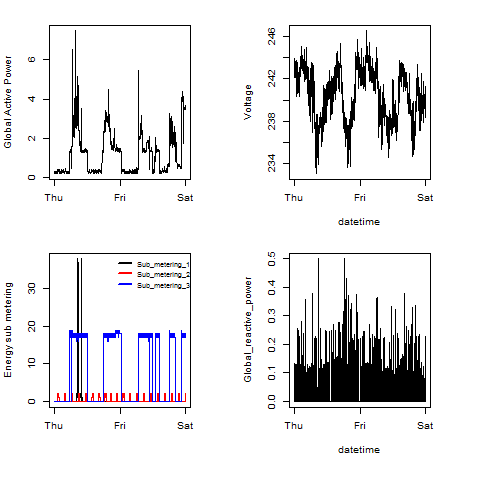 Global Active Power
0 2 4 6
Thu Fri Sat
Voltage
234 238 242 246
Thu Fri Sat
datetime
Energy sub metering
0 10 20 30
Sub_metering_1
Sub_metering_2
Sub_metering_3
Thu Fri Sat
Global_reactive_power
0.0 0.1 0.2 0.3 0.4 0.5
Thu Fri Sat
datetime